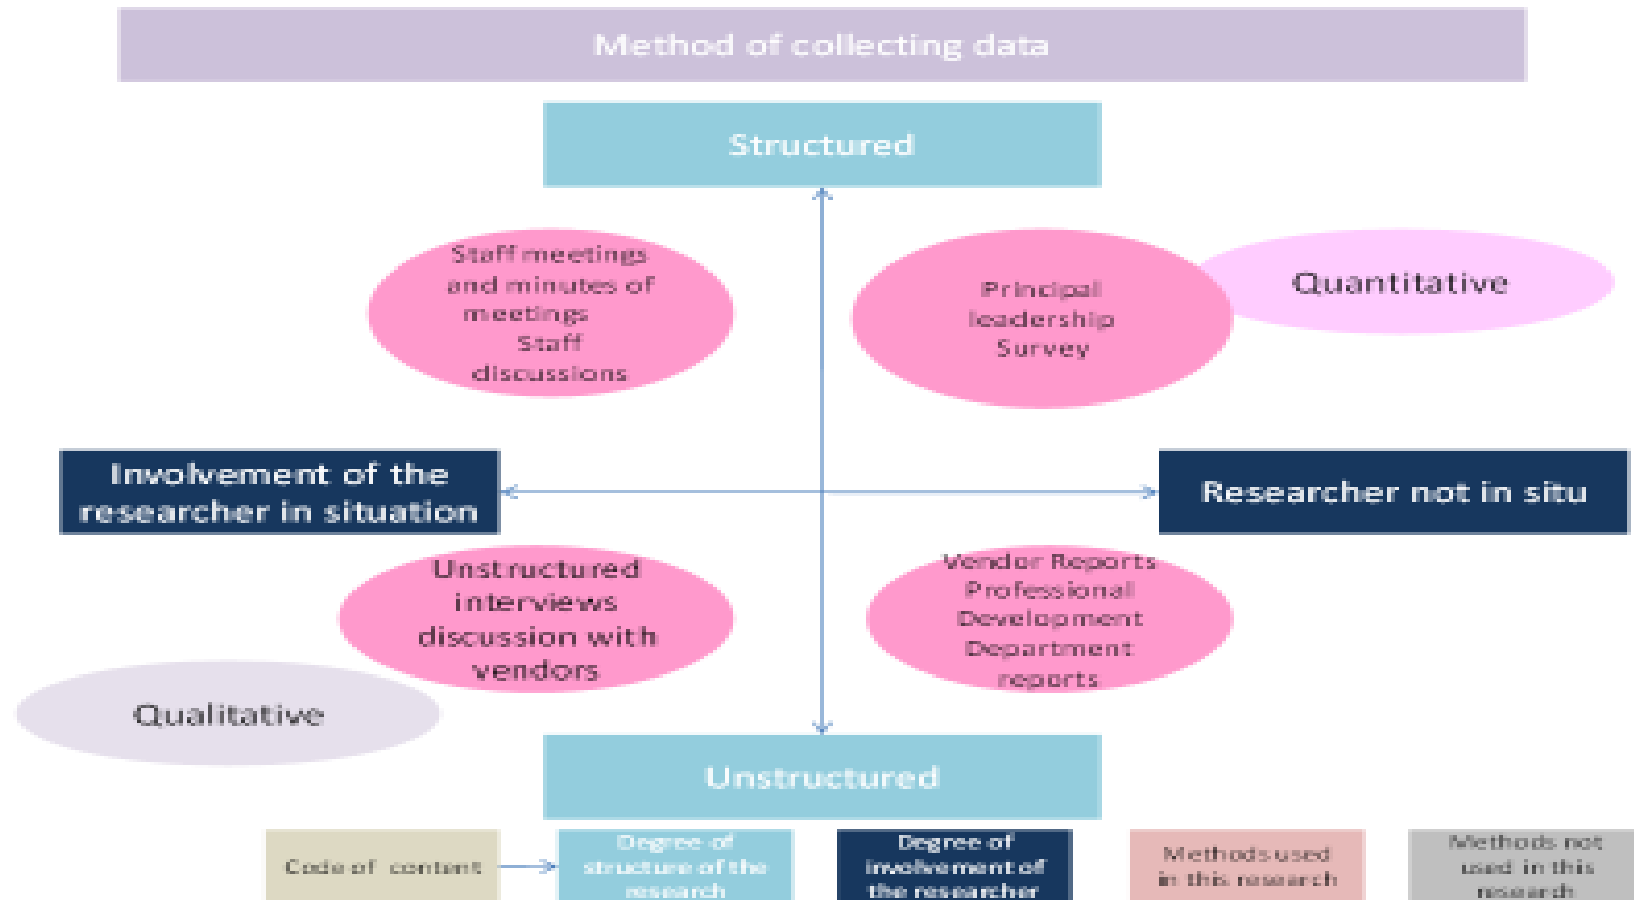 Method of collecting data
Structured
Staff meetings
and minutes of
meetings
Staff
discussions
Principal
leadership
Survey
Quantitative
Involvement of the
researcher in situation
Researcher not in situ
Unstructured
interviews
discussion with
vendors
Vendor Reports
Professional
Development
Department
reports
Qualitative
Unstructured
Code of content
Degree of
structure of the
research
Degree of
involvement of
the researcher
Methods used
in this research
Methods not
used in this
research